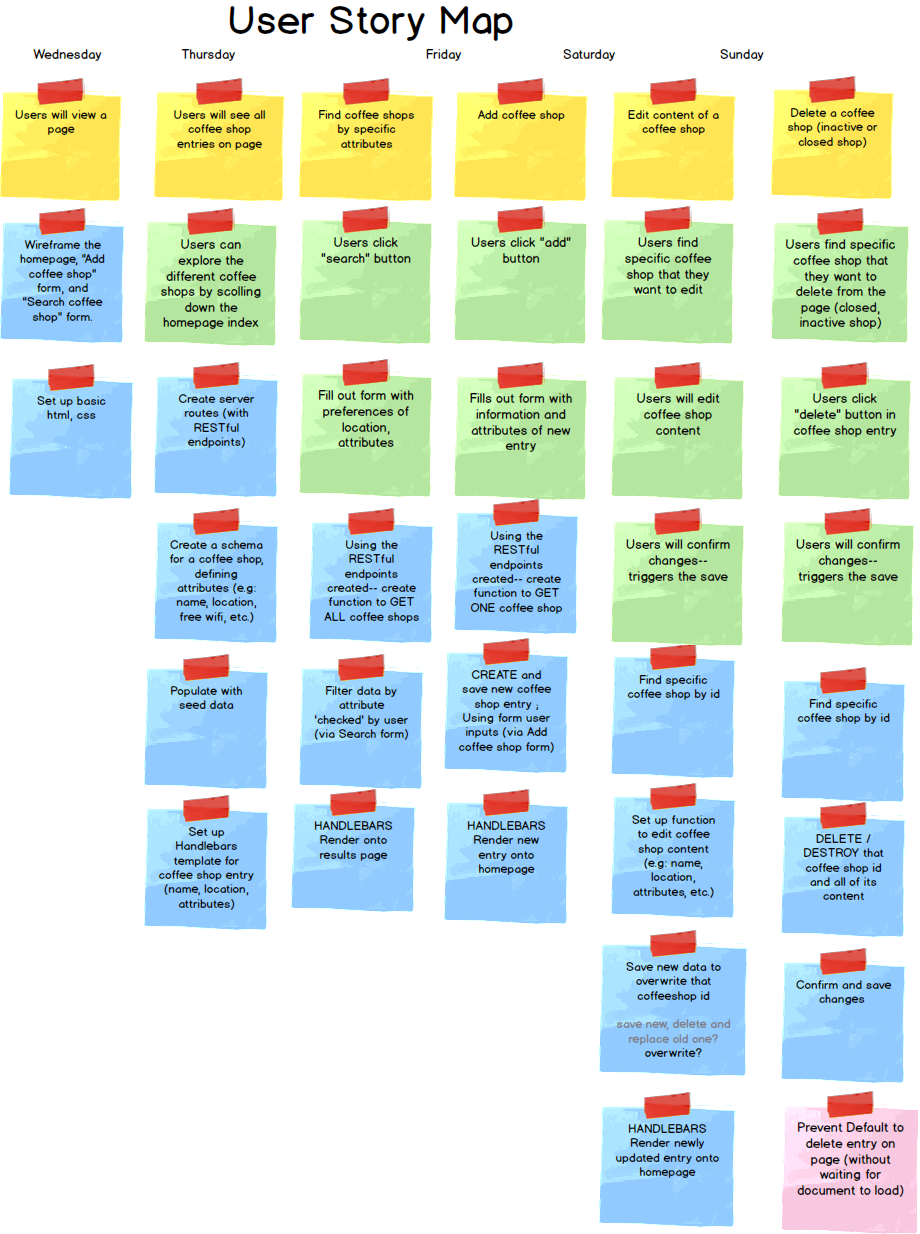 User Story Map
Wednesday
Thursday
Friday
Saturday
Sunday
Users will view a
page
Users will see all
coffee shop
entries on page
Find coffee shops
by specific
attributes
Add coffee shop
Edit content of a
coffee shop
Delete a coffee
shop (inactive or
closed shop)
Wireframe the
homepage, "Add
coffee shop"
form, and
"Search coffee
shop" form.
Users can
explore the
different coffee
shops by scolling
down the
homepage index
Users click
"search" button
Users click "add"
button
Users find
specific coffee
shop that they
want to edit
Users find specific
coffee shop that
they want to
delete from the
page (closed,
inactive shop)
Set up basic
html, css
Create server
routes (with
RESTful
endpoints)
Fill out form with
preferences of
location,
attributes
Fills out form with
information and
attributes of new
entry
Users will edit
coffee shop
content
Users click
"delete" button in
coffee shop entry
Create a schema
for a coffee shop,
defining
attributes (e.g:
name, location,
free wifi, etc.)
Using the
RESTful
endpoints
created-- create
function to GET
ALL coffee shops
Using the
RESTful
endpoints
created-- create
function to GET
ONE coffee shop
Users will confirm
changes--
triggers the save
Users will confirm
changes--
triggers the save
Populate with
seed data
Filter data by
attribute
'checked' by user
(via Search form)
CREATE and
save new coffee
shop entry ;
Using form user
inputs (via Add
coffee shop form)
Find specific
coffee shop by id
Find specific
coffee shop by id
Set up
Handlebars
template for
coffee shop entry
(name, location,
attributes)
HANDLEBARS
Render onto
results page
HANDLEBARS
Render new
entry onto
homepage
Set up function
to edit coffee
shop content
(e.g: name,
location,
attributes, etc.)
DELETE /
DESTROY that
coffee shop id
and all of its
content
Save new data to
overwrite that
coffeeshop id
save new, delete and
replace old one?
overwrite?
Confirm and save
changes
HANDLEBARS
Render newly
updated entry onto
homepage
Prevent Default to
delete entry on
page (without
waiting for
document to load)